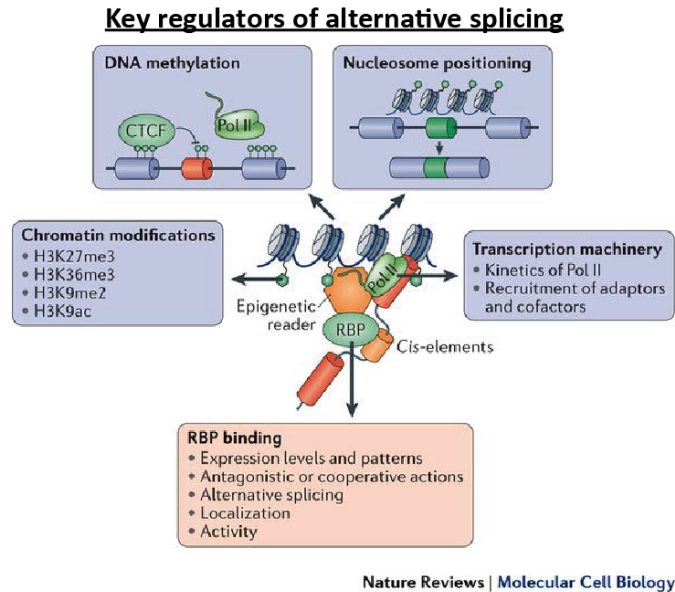 Key regulators of alternative splicing
DNA methylation
CTCF
Pol II
Nucleosome positioning
Chromatin modifications
• H3K27me3
• H3K36me3
• H3K9me2
• H3K9ac
Epigenetic
reader
Pol II
RBP
Cis-elements
Transcription machinery
• Kinetics of Pol II
• Recruitment of adaptors
and cofactors
RBP binding
• Expression levels and patterns
• Antagonistic or cooperative actions
• Alternative splicing
• Localization
• Activity
Nature Reviews | Molecular Cell Biology